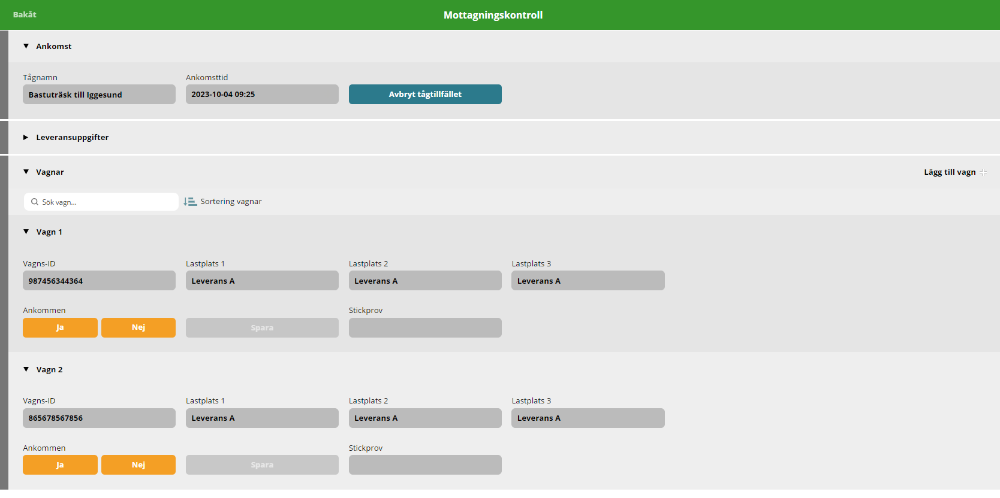 Bakåt
Mottagningskontroll
Ankomst
Tågnamn Ankomsttid
Bastuträsk till Iggesund 2023-10-04 09:25 Avbryt tågtillfället
Leveransuppgifter
Vagnar Lägg till vagn
Sök vagn... Sortering vagnar
Vagn 1
Vagns-ID Lastplats 1 Lastplats 2 Lastplats 3
987456344364 Leverans A Leverans A Leverans A
Ankommen Stickprov
Ja Nej Spara
Vagn 2
Vagns-ID Lastplats 1 Lastplats 2 Lastplats 3
865678567856 Leverans A Leverans A Leverans A
Ankommen Stickprov
Ja Nej Spara